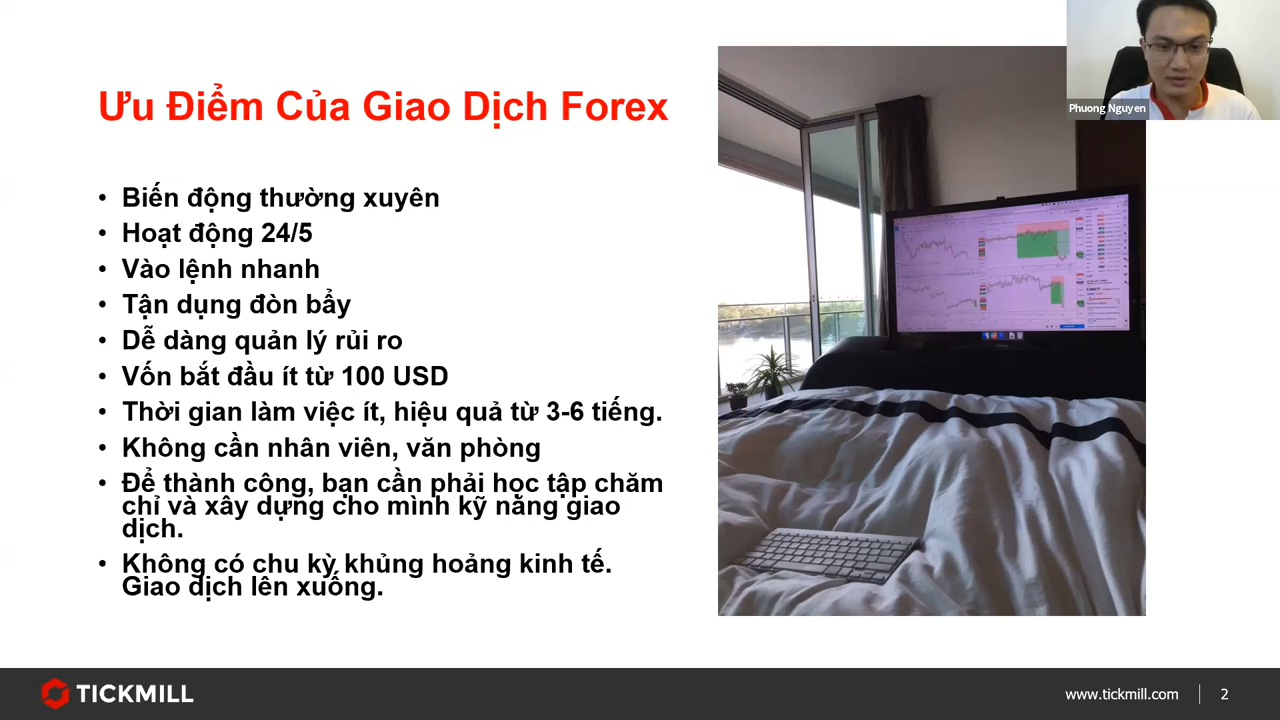 Ưu Điểm Của Giao Dịch Forex
Phuong Nguyen
• Biến động thường xuyên
• Hoạt động 24/5
• Vào lệnh nhanh
• Tận dụng đòn bẩy
• Dễ dàng quản lý rủi ro
• Vốn bắt đầu ít từ 100 USD
• Thời gian làm việc ít, hiệu quả từ 3-6 tiếng.
• Không cần nhân viên, văn phòng
• Để thành công, bạn cần phải học tập chăm
chỉ và xây dựng cho mình kỹ năng giao
dịch.
• Không có chu kỳ khủng hoảng kinh tế.
Giao dịch lên xuống.
TICKMILL
www.tickmill.com
2